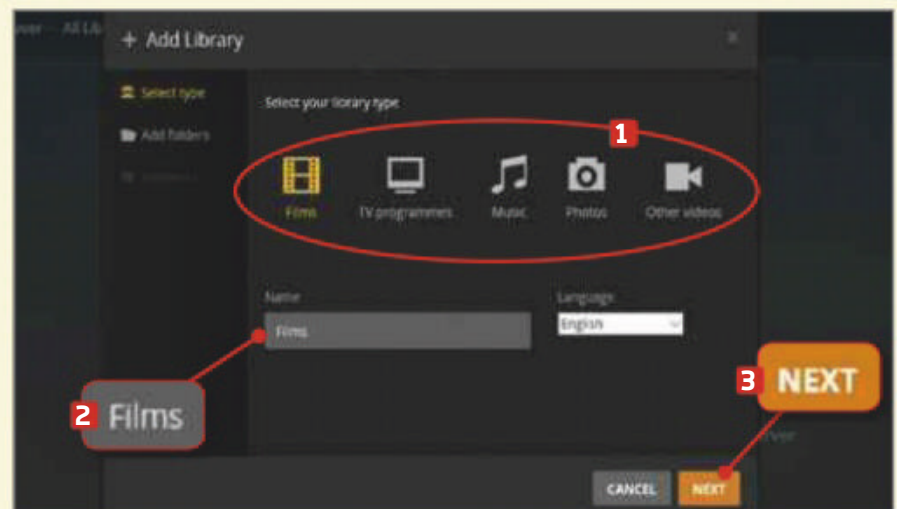 + Add Library
Select type
Select your library type
Add folders
1
Films
TV programmes
Music
Photos
Other videos
Name
Language
Films
English
2 Films
3 NEXT
CANCEL
NEXT